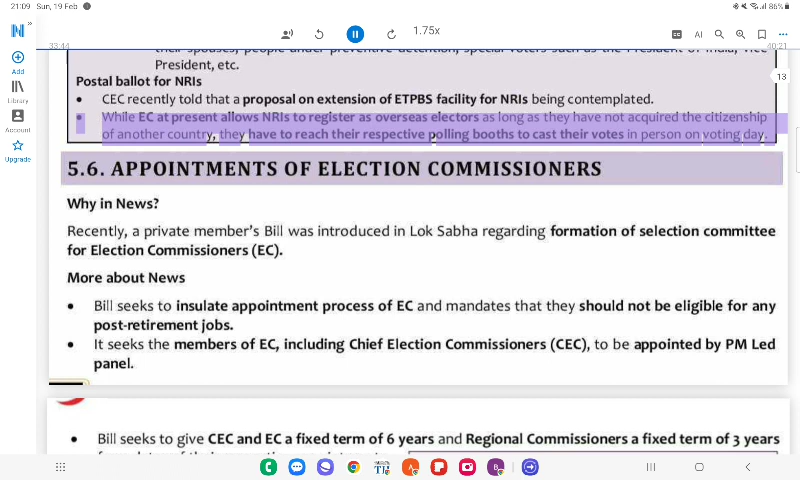 21:09 Sun, 19 Feb
86%
1.75x
AI
33:44
40:21
13
Add
Library
Account
Upgrade
their spouses, people under preventive detention, special voters such as the President of India, Vice
President, etc.
Postal ballot for NRIs
• CEC recently told that a proposal on extension of ETPBS facility for NRIs being contemplated.
• While EC at present allows NRIs to register as overseas electors as long as they have not acquired the citizenship
of another country, they have to reach their respective polling booths to cast their votes in person on voting day.
5.6. APPOINTMENTS OF ELECTION COMMISSIONERS
Why in News?
Recently, a private member's Bill was introduced in Lok Sabha regarding formation of selection committee
for Election Commissioners (EC).
More about News
• Bill seeks to insulate appointment process of EC and mandates that they should not be eligible for any
post-retirement jobs.
• It seeks the members of EC, including Chief Election Commissioners (CEC), to be appointed by PM Led
panel.
• Bill seeks to give CEC and EC a fixed term of 6 years and Regional Commissioners a fixed term of 3 years